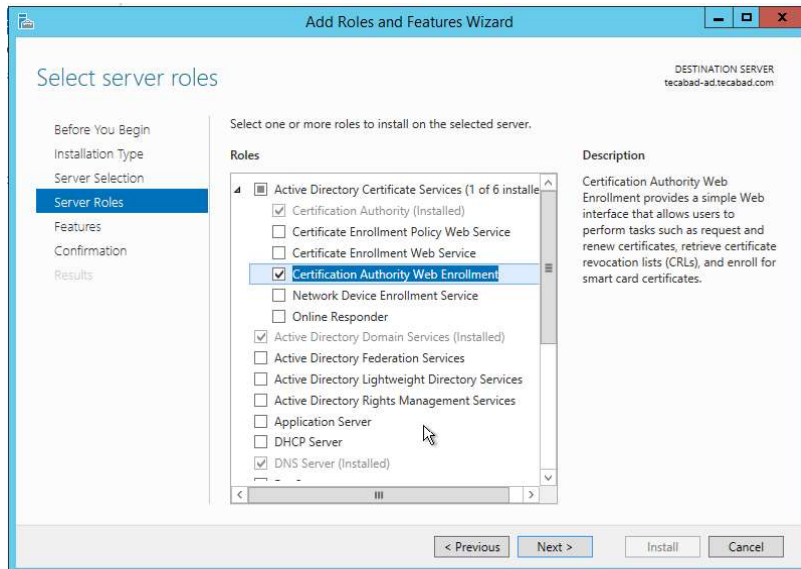 Add Roles and Features Wizard
Select server roles
DESTINATION SERVER
tecabad-ad.tecabad.com
Before You Begin
Installation Type
Server Selection
Server Roles
Features
Confirmation
Results
Select one or more roles to install on the selected server.
Roles
Active Directory Certificate Services (1 of 6 installe
Certification Authority (Installed)
Certificate Enrollment Policy Web Service
Certificate Enrollment Web Service
Certification Authority Web Enrollment
Network Device Enrollment Service
Online Responder
Active Directory Domain Services (Installed)
Active Directory Federation Services
Active Directory Lightweight Directory Services
Active Directory Rights Management Services
Application Server
DHCP Server
DNS Server (Installed)
Description
Certification Authority Web
Enrollment provides a simple Web
interface that allows users to
perform tasks such as request and
renew certificates, retrieve certificate
revocation lists (CRLs), and enroll for
smart card certificates.
< Previous
Next >
Install
Cancel